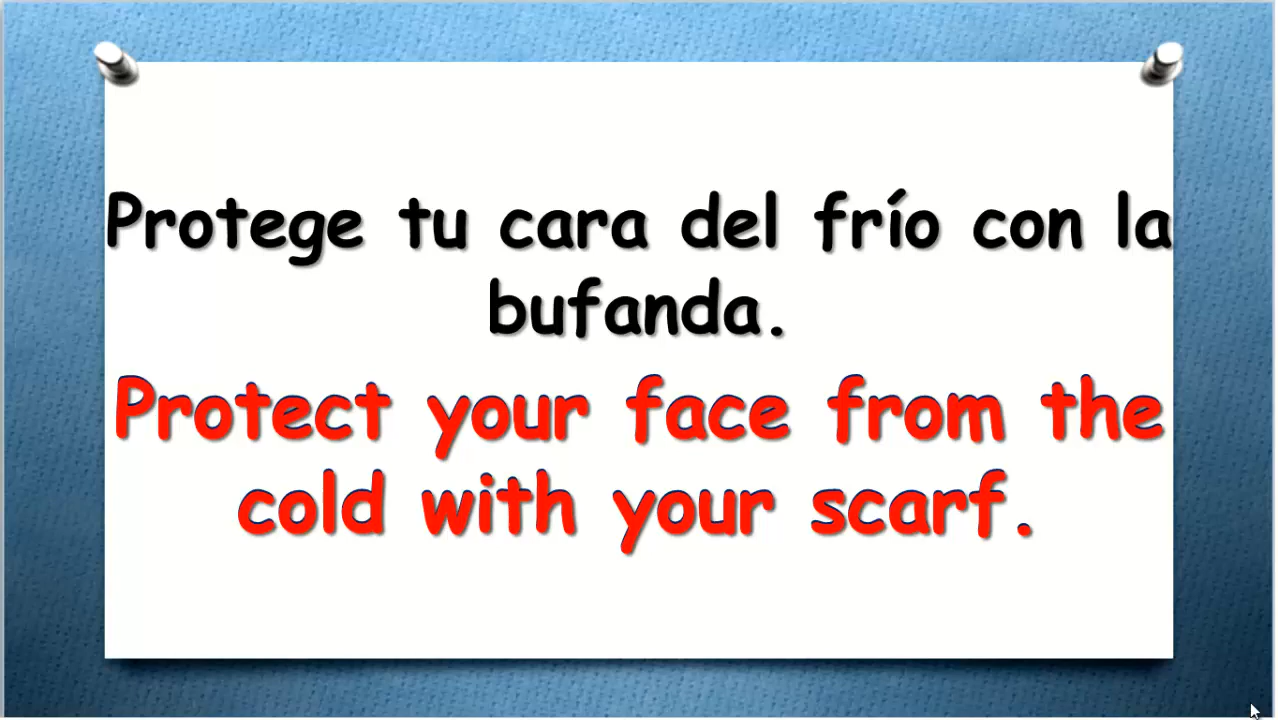 Protege tu cara del frío con la
bufanda.
Protect your face from the
cold with your scarf.